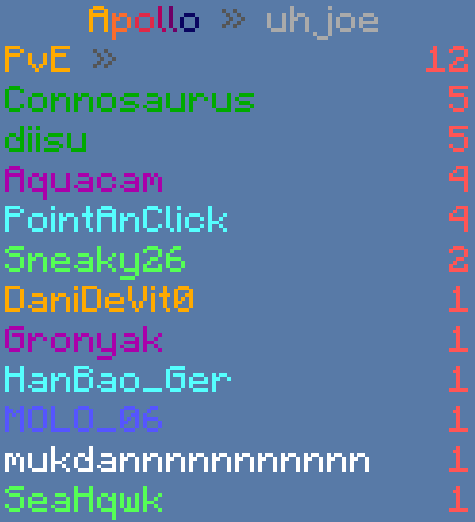 Apollo » uhjoe
PvE » 12
Connosaurus 5
diisu 5
Aquacam 4
PointAnClick 4
Sneaky26 2
DaniDeVit0 1
Gronyak 1
HanBao_Ger 1
MOLO_06 1
mukdannnnnnnnnnnn 1
SeaHqwk 1